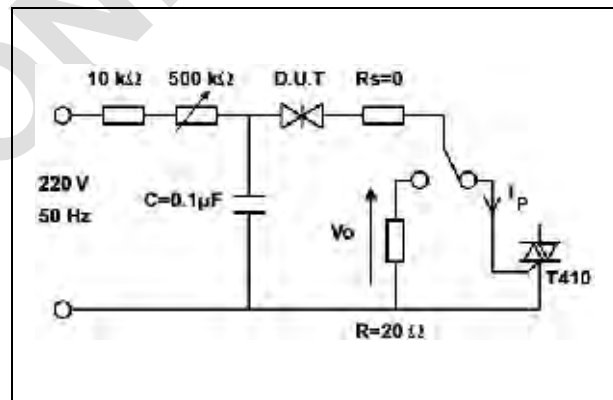 10 kΩ 500 kΩ D.U.T Rs=0
220 V
50 Hz
C=0.1µF
Vo
I P
T410
R=20 Ω